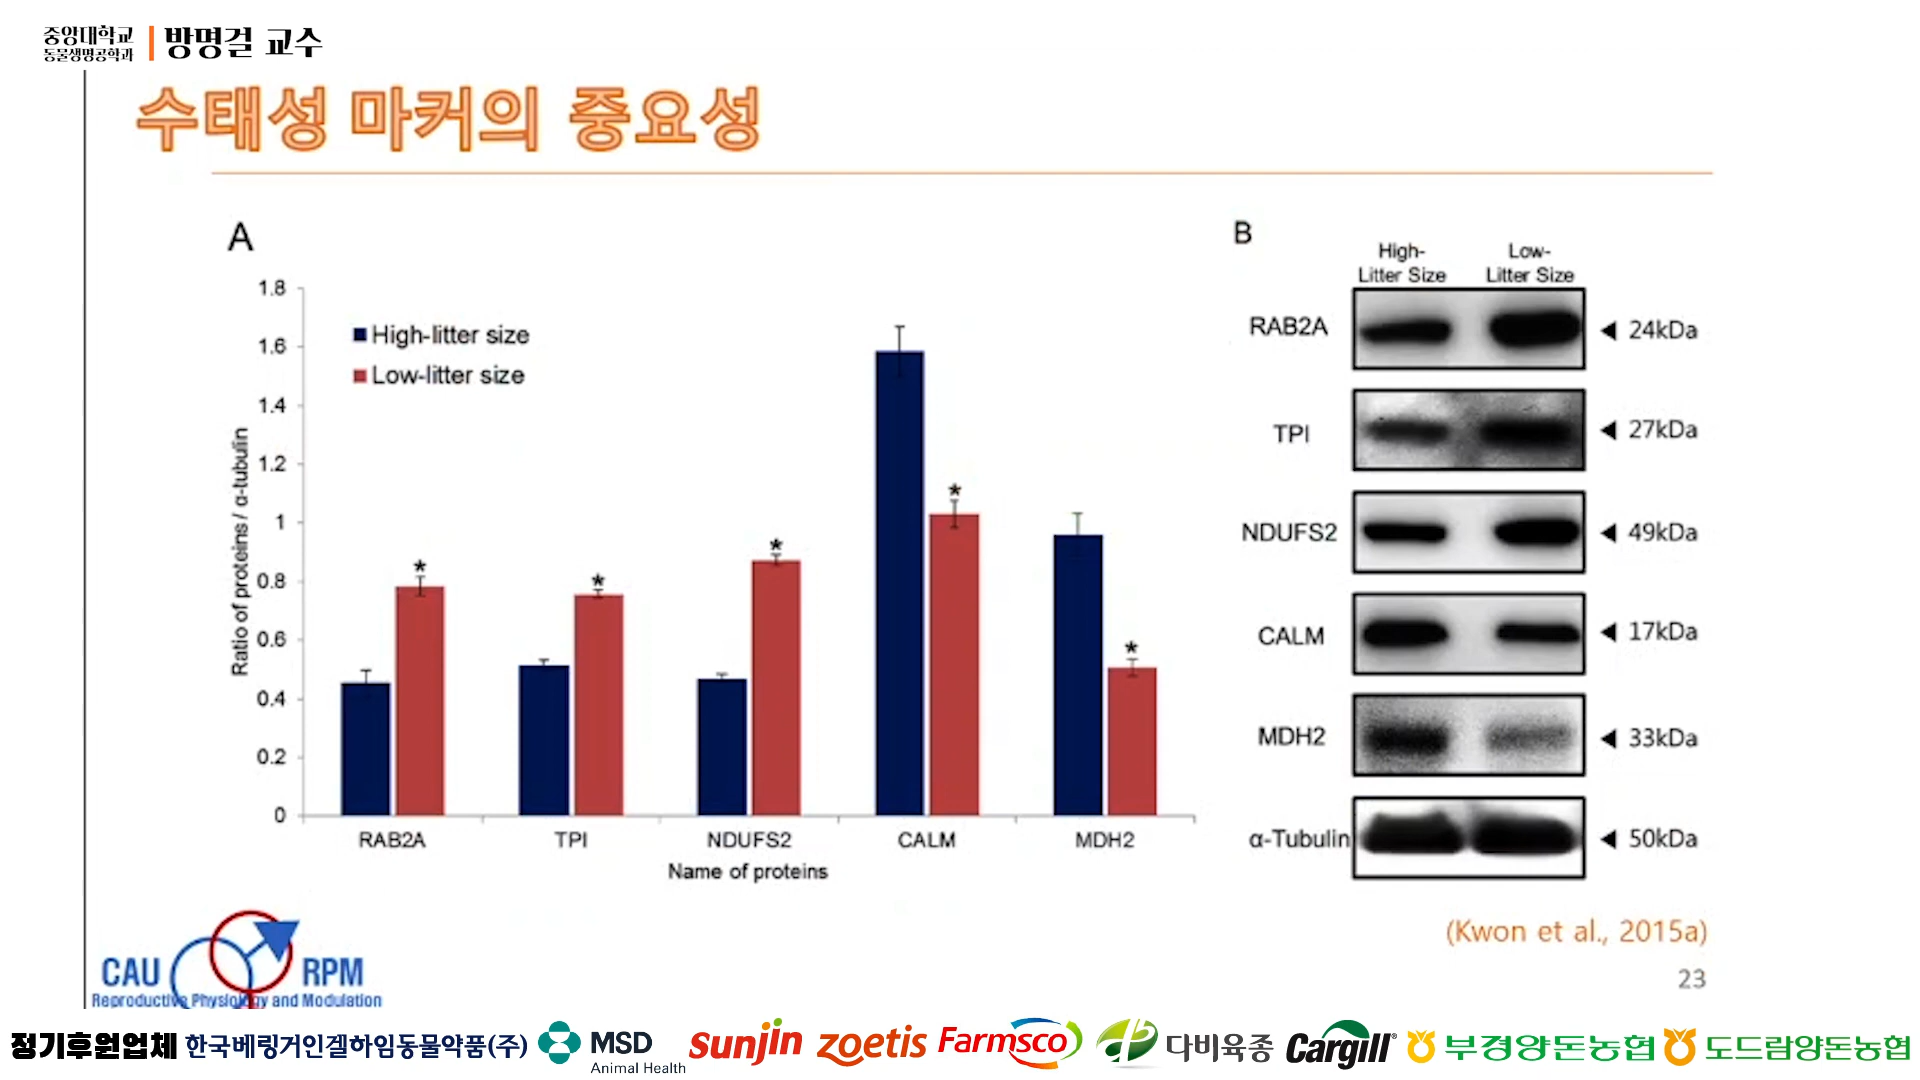 중앙대학교
동물생명공학과
방명걸 교수
수태성 마커의 중요성
A
1.8
1.6
1.4
1.2
1
0.8
0.6
0.4
0.2
0
Ratio of proteins / α-tubulin
High-litter size
Low-litter size
*
*
*
*
*
RAB2A TPI NDUFS2 CALM MDH2
Name of proteins
B
High-
Litter Size
Low-
Litter Size
RAB2A 24kDa
TPI 27kDa
NDUFS2 49kDa
CALM 17kDa
MDH2 33kDa
α-Tubulin 50kDa
(Kwon et al., 2015a)
23
CAU RPM
Reproductive Physiology and Modulation
정기후원업체 한국베링거인겔하임동물약품(주) MSD Animal Health sunjin zoetis Farmsco 다비육종 Cargill® 부경양돈농협 도드람양돈농협